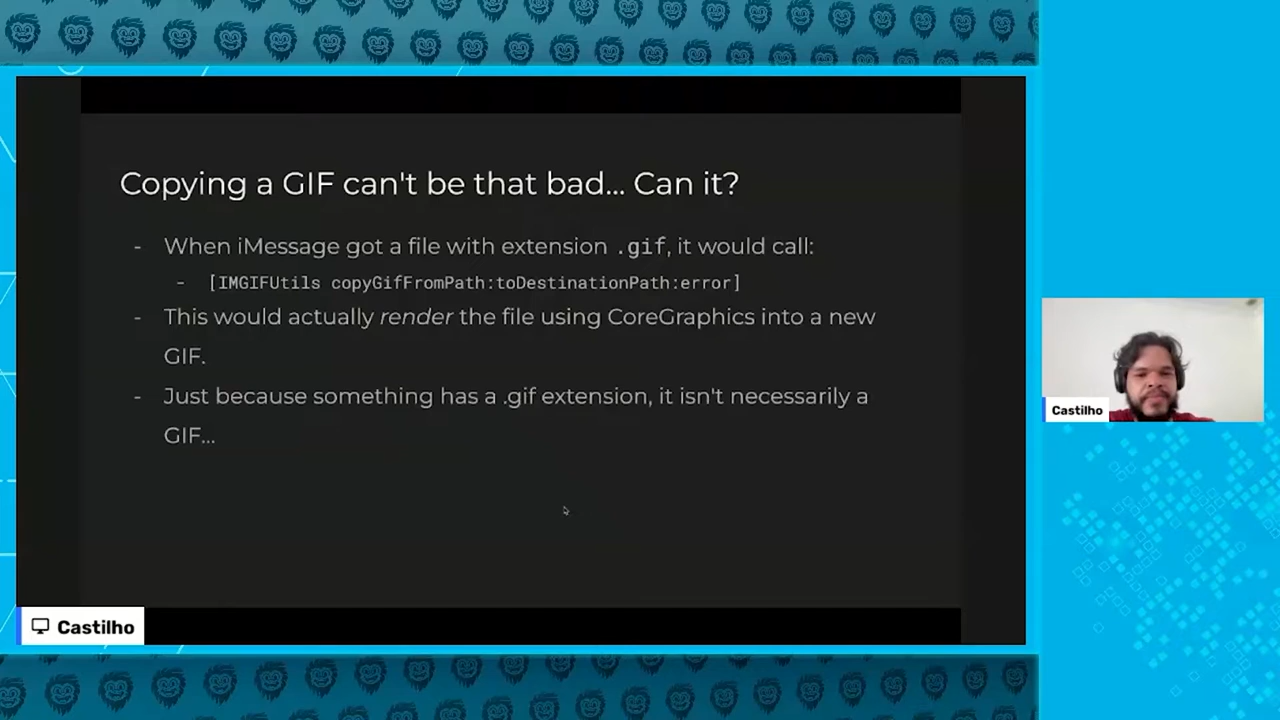 Copying a GIF can't be that bad... Can it?
- When iMessage got a file with extension .gif, it would call:
- [IMGIFUtils copyGifFromPath:toDestinationPath:error]
- This would actually render the file using CoreGraphics into a new
GIF.
- Just because something has a .gif extension, it isn't necessarily a
GIF...
Castilho
Castilho